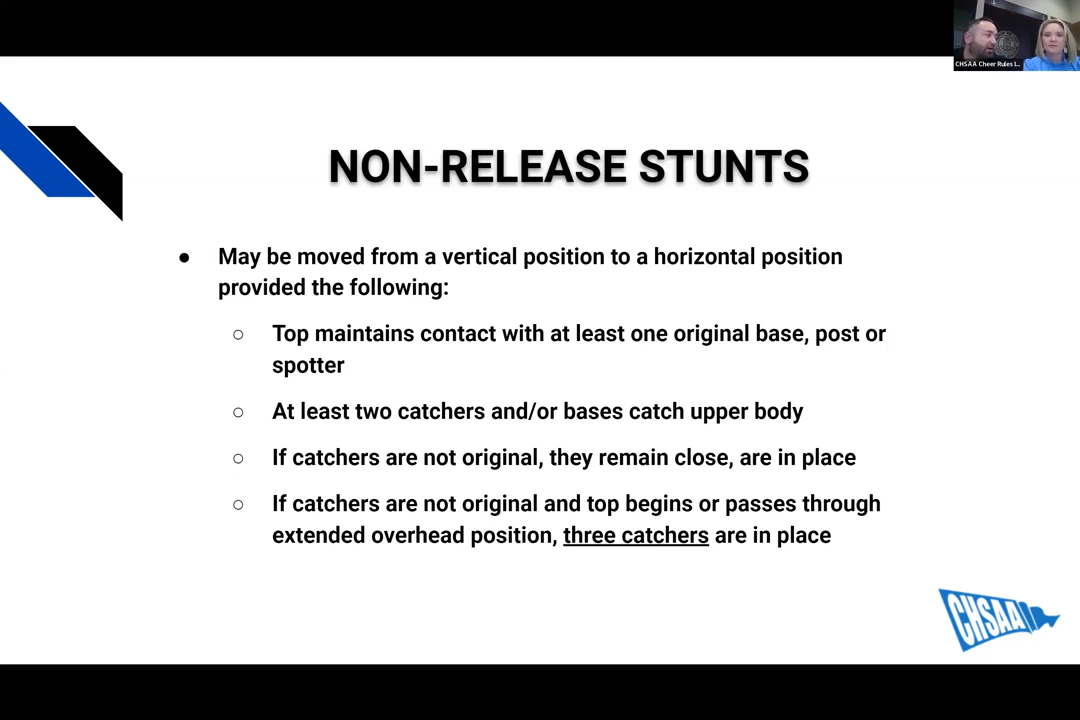 CHSAA Cheer Rules L..
NON-RELEASE STUNTS
● May be moved from a vertical position to a horizontal position
provided the following:
○ Top maintains contact with at least one original base, post or
spotter
○ At least two catchers and/or bases catch upper body
○ If catchers are not original, they remain close, are in place
○ If catchers are not original and top begins or passes through
extended overhead position, three catchers are in place
CHSAA